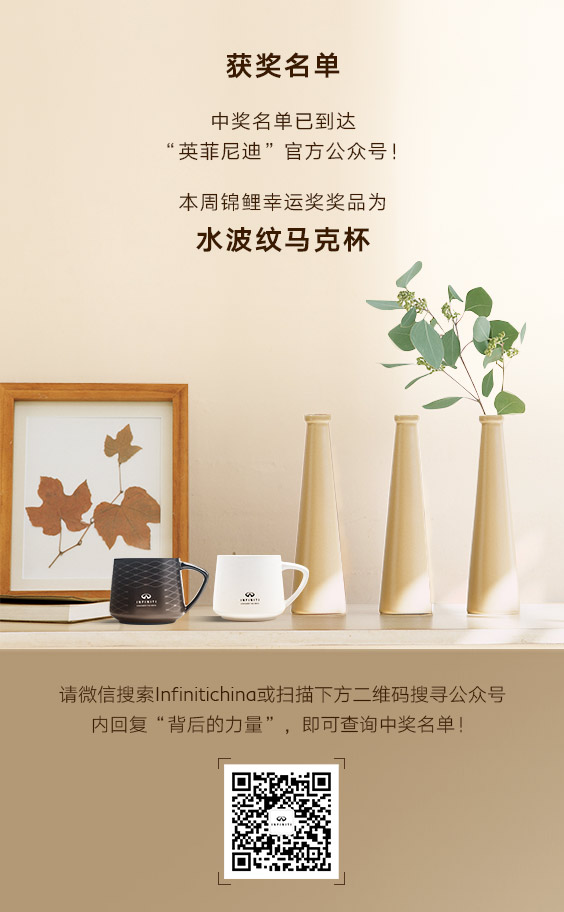 获奖名单
中奖名单已到达
“英菲尼迪”官方公众号！
本周锦鲤幸运奖奖品为
水波纹马克杯
INFINITI
INFINITI
请微信搜索Infinitichina或扫描下方二维码搜寻公众号
内回复“背后的力量”，即可查询中奖名单！
INFINITI